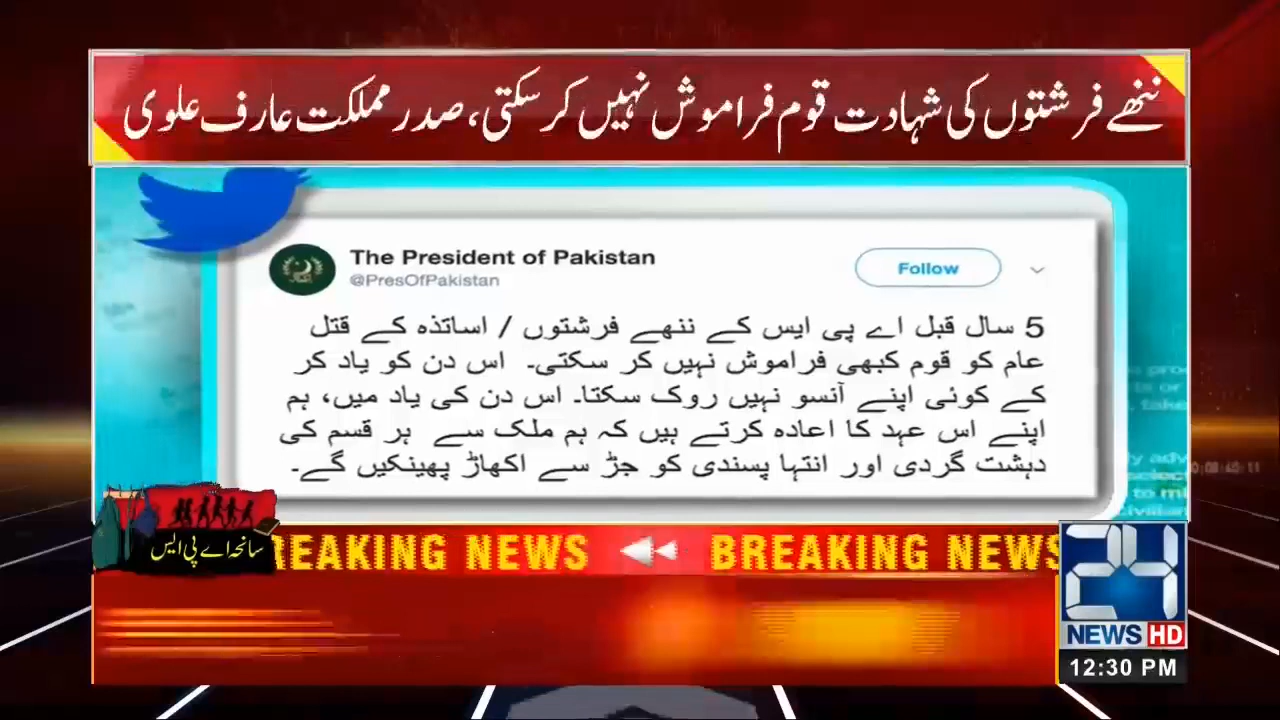 ننھے فرشتوں کی شہادت قوم فراموش نہیں کر سکتی، صدر مملکت عارف علوی
The President of Pakistan
@PresOfPakistan
Follow
5 سال قبل اے پی ایس کے ننھے فرشتوں / اساتذہ کے قتل
عام کو قوم کبھی فراموش نہیں کر سکتی۔ اس دن کو یاد کر
کے کوئی اپنے آنسو نہیں روک سکتا۔ اس دن کی یاد میں، ہم
اپنے اس عہد کا اعادہ کرتے ہیں کہ ہم ملک سے ہر قسم کی
دہشت گردی اور انتہا پسندی کو جڑ سے اکھاڑ پھینکیں گے۔
سانحہ اے پی ایس
REAKING NEWS BREAKING NEWS
24
NEWS HD
12:30 PM